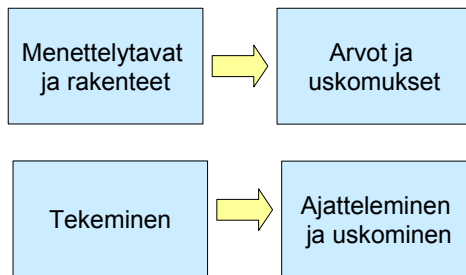 Menettelytavat
ja rakenteet
Arvot ja
uskomukset
Tekeminen
Ajatteleminen
ja uskominen